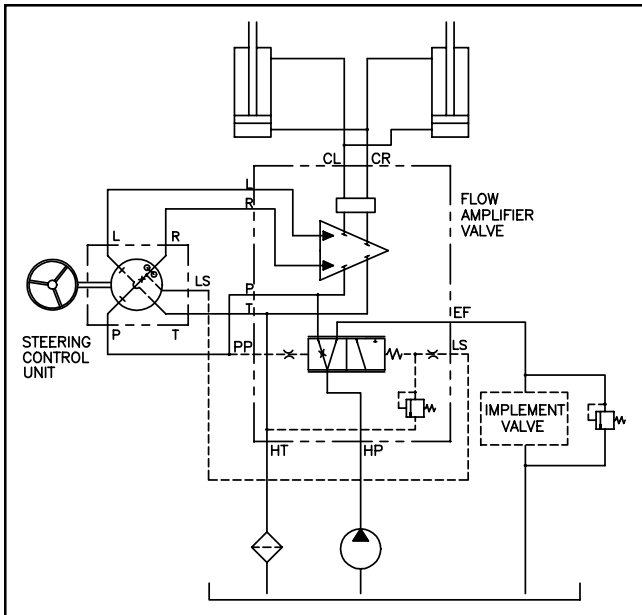 CL CR
L
R
FLOW
AMPLIFIER
VALVE
L R
LS
P
T
STEERING
CONTROL
UNIT
P T
PP
EF
LS
IMPLEMENT
VALVE
HT HP